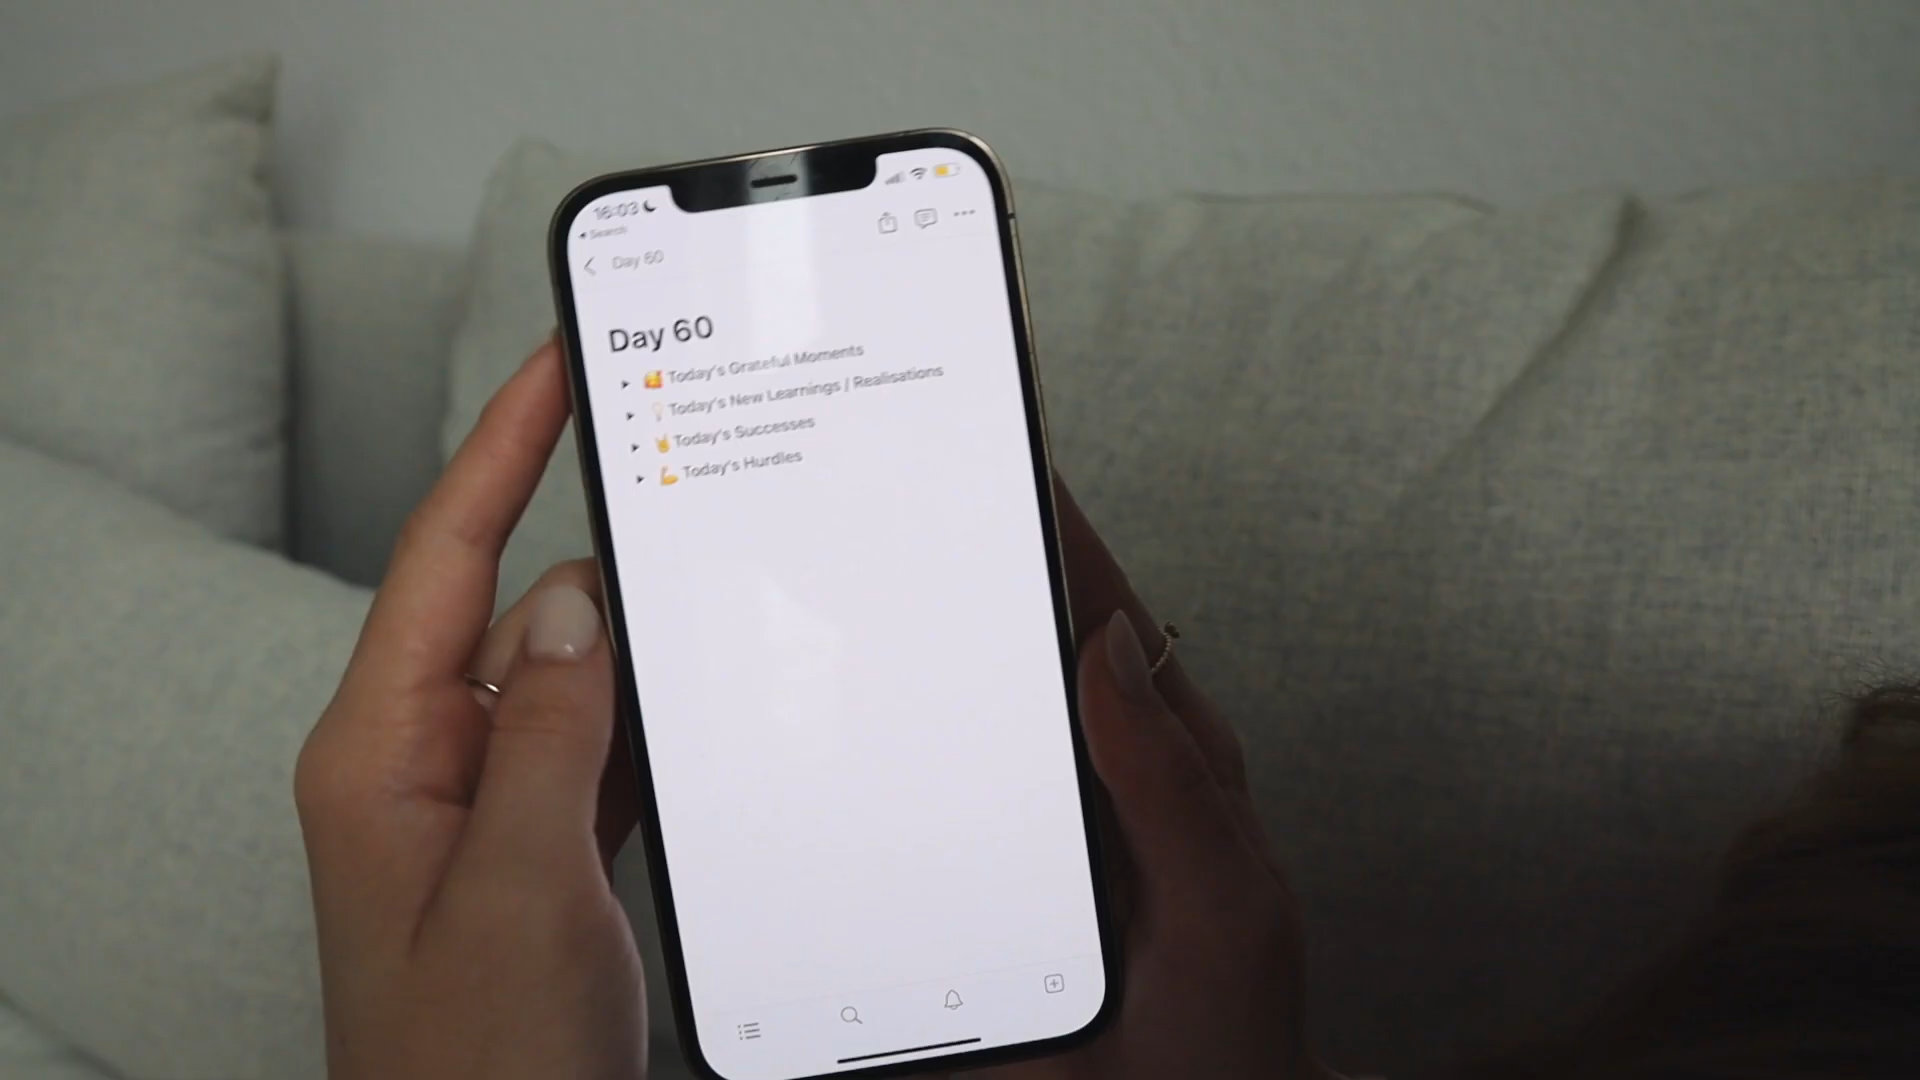 16:03
Search
Day 60
Day 60
Today's Grateful Moments
Today's New Learnings / Realisations
Today's Successes
Today's Hurdles